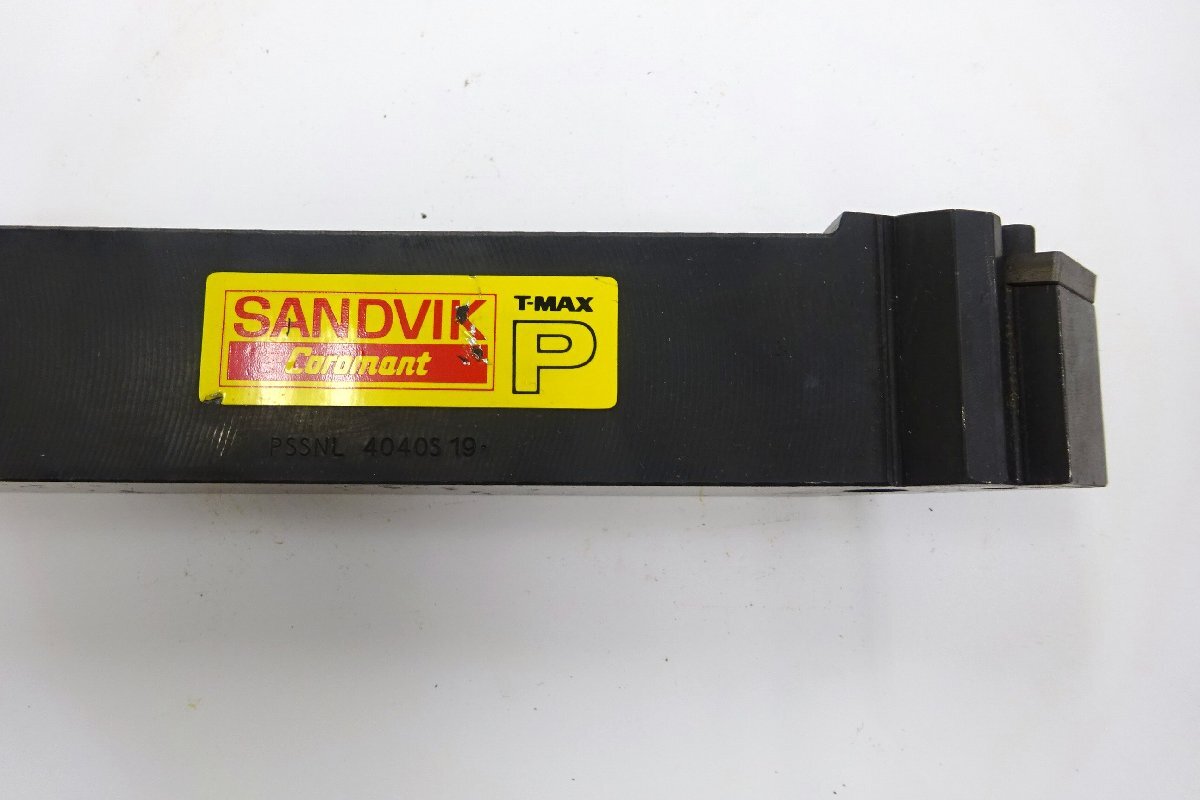 SANDVIK
Coromant
T-MAX
P
PSSNL 4040S 19